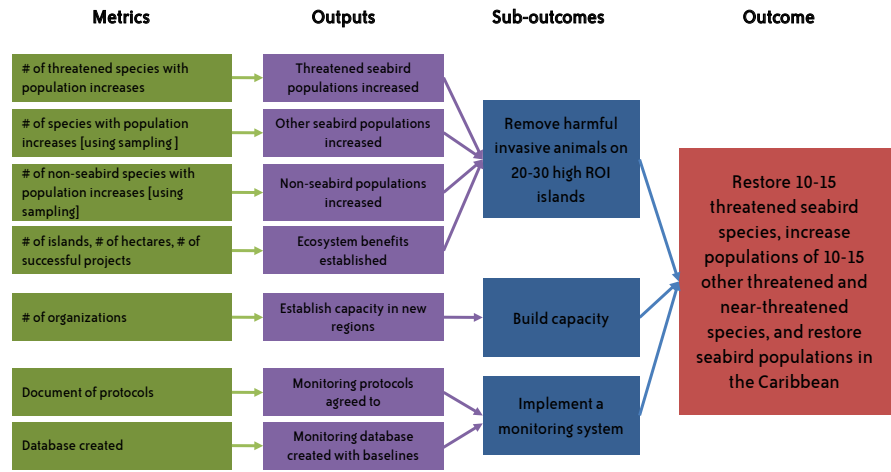 Metrics
Outputs
Sub-outcomes
Outcome
# of threatened species with
population increases
Threatened seabird
populations increased
# of species with population
increases [using sampling ]
Other seabird populations
increased
# of non-seabird species with
population increases [using
sampling]
Non-seabird populations
increased
# of islands, # of hectares, # of
successful projects
Ecosystem benefits
established
Remove harmful
invasive animals on
20-30 high ROI
islands
# of organizations
Establish capacity in new
regions
Build capacity
Document of protocols
Monitoring protocols
agreed to
Database created
Monitoring database
created with baselines
Implement a
monitoring system
Restore 10-15
threatened seabird
species, increase
populations of 10-15
other threatened and
near-threatened
species, and restore
seabird populations in
the Caribbean